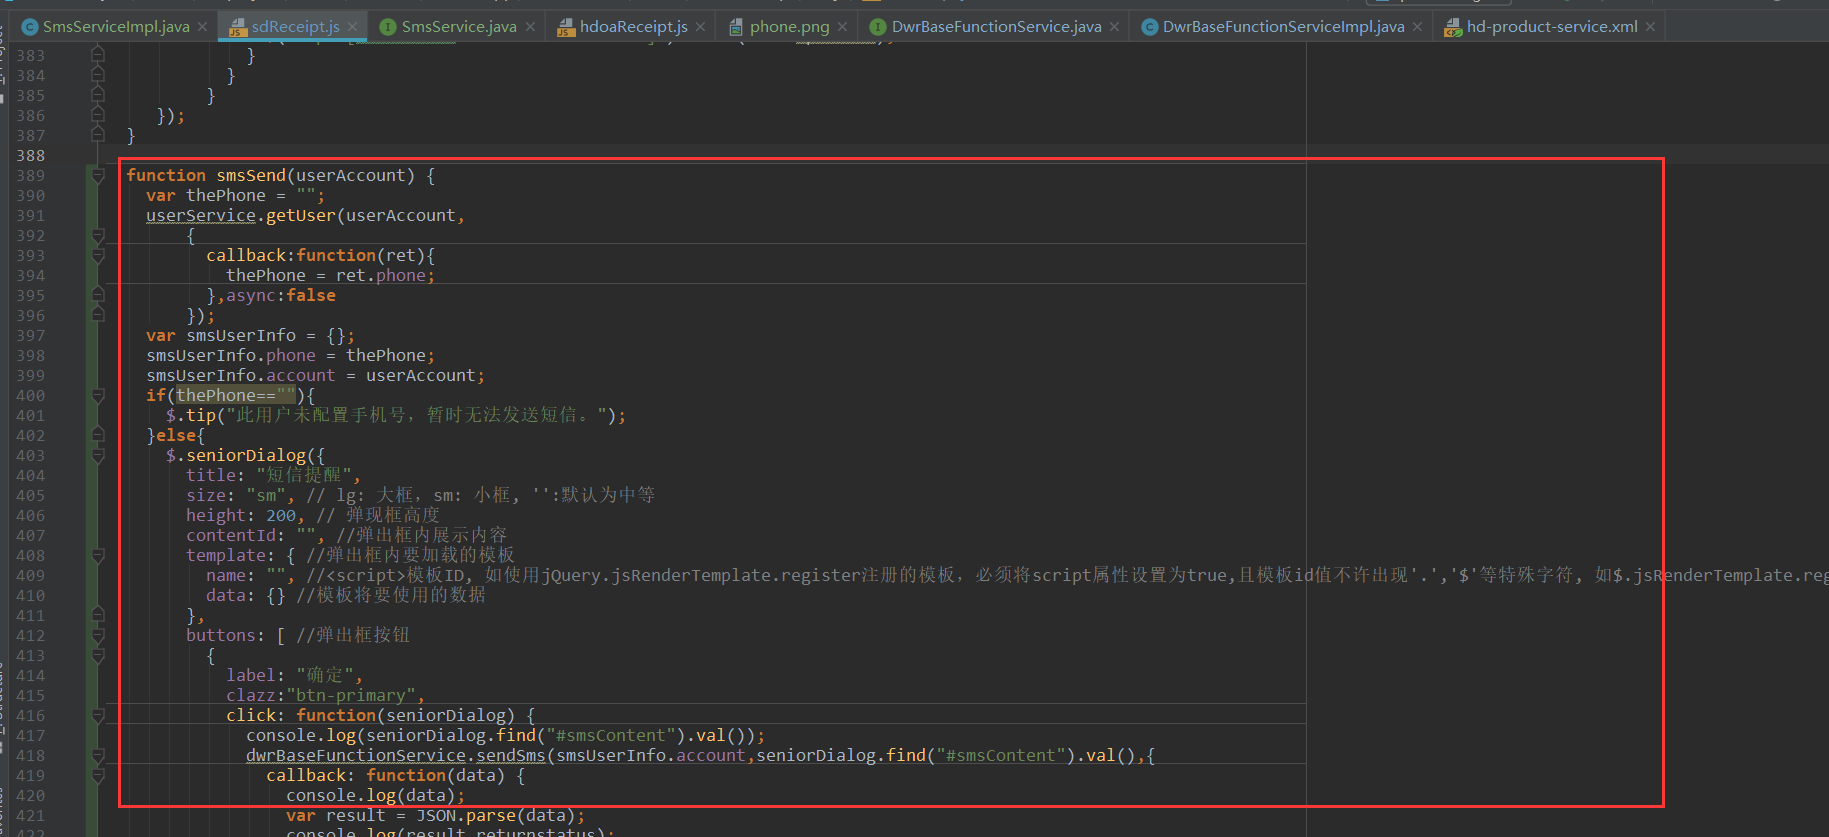 SmsServiceImpl.java × sdReceipt.js × SmsService.java × hdoaReceipt.js × phone.png × DwrBaseFunctionService.java × DwrBaseFunctionServiceImpl.java × hd-product-service.xml ×
383 }
384 }
385 }
386 });
387 }
388
389 function smsSend(userAccount) {
390 var thePhone = "";
391 userService.getUser(userAccount,
392 {
393 callback:function(ret){
394 thePhone = ret.phone;
395 },async:false
396 });
397 var smsUserInfo = {};
398 smsUserInfo.phone = thePhone;
399 smsUserInfo.account = userAccount;
400 if(thePhone==""){
401 $.tip("此用户未配置手机号，暂时无法发送短信。");
402 }else{
403 $.seniorDialog({
404 title: "短信提醒",
405 size: "sm", // lg: 大框，sm: 小框, '':默认为中等
406 height: 200, // 弹现框高度
407 contentId: "", //弹出框内展示内容
408 template: { //弹出框内要加载的模板
409 name: "", //<script>模板ID, 如使用jQuery.jsRenderTemplate.register注册的模板，必须将script属性设置为true,且模板id值不许出现'.','$'等特殊字符, 如$.jsRenderTemplate.reg
410 data: {} //模板将要使用的数据
411 },
412 buttons: [ //弹出框按钮
413 {
414 label: "确定",
415 clazz:"btn-primary",
416 click: function(seniorDialog) {
417 console.log(seniorDialog.find("#smsContent").val());
418 dwrBaseFunctionService.sendSms(smsUserInfo.account,seniorDialog.find("#smsContent").val(),{
419 callback: function(data) {
420 console.log(data);
421 var result = JSON.parse(data);
422 console.log(result.returnstatus);